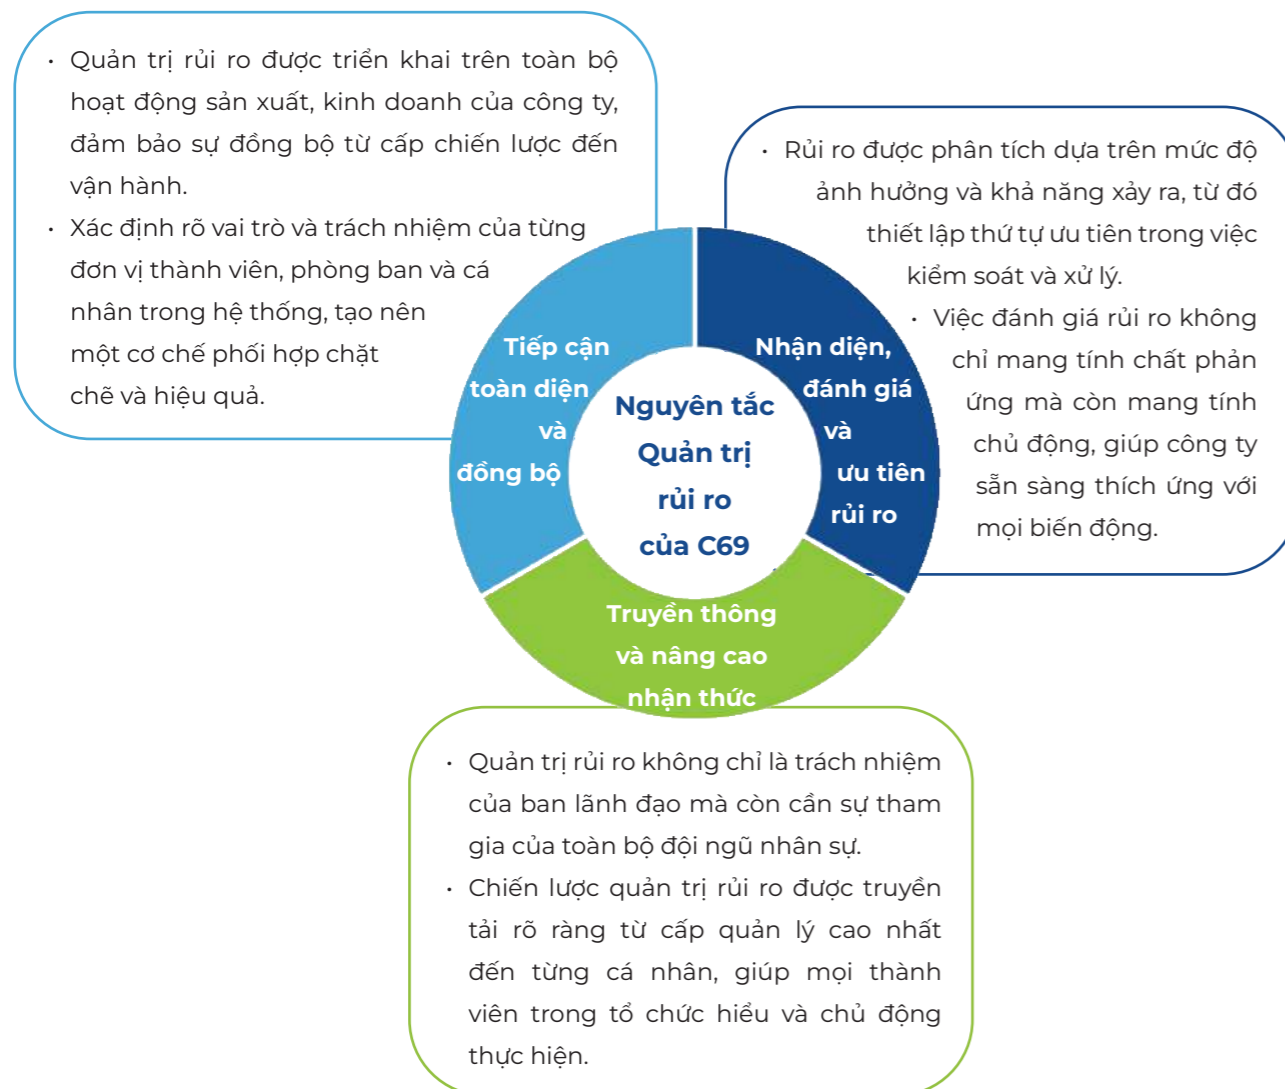 • Quản trị rủi ro được triển khai trên toàn bộ
hoạt động sản xuất, kinh doanh của công ty,
đảm bảo sự đồng bộ từ cấp chiến lược đến
vận hành.
• Xác định rõ vai trò và trách nhiệm của từng
đơn vị thành viên, phòng ban và cá
nhân trong hệ thống, tạo nên
một cơ chế phối hợp chặt
chẽ và hiệu quả.
• Rủi ro được phân tích dựa trên mức độ
ảnh hưởng và khả năng xảy ra, từ đó
thiết lập thứ tự ưu tiên trong việc
kiểm soát và xử lý.
• Việc đánh giá rủi ro không
chỉ mang tính chất phản
ứng mà còn mang tính
chủ động, giúp công ty
sẵn sàng thích ứng với
mọi biến động.
Tiếp cận
toàn diện
và
đồng bộ
Nguyên tắc
Quản trị
rủi ro
của C69
Nhận diện,
đánh giá
và
ưu tiên
rủi ro
Truyền thông
và nâng cao
nhận thức
• Quản trị rủi ro không chỉ là trách nhiệm
của ban lãnh đạo mà còn cần sự tham
gia của toàn bộ đội ngũ nhân sự.
• Chiến lược quản trị rủi ro được truyền
tải rõ ràng từ cấp quản lý cao nhất
đến từng cá nhân, giúp mọi thành
viên trong tổ chức hiểu và chủ động
thực hiện.